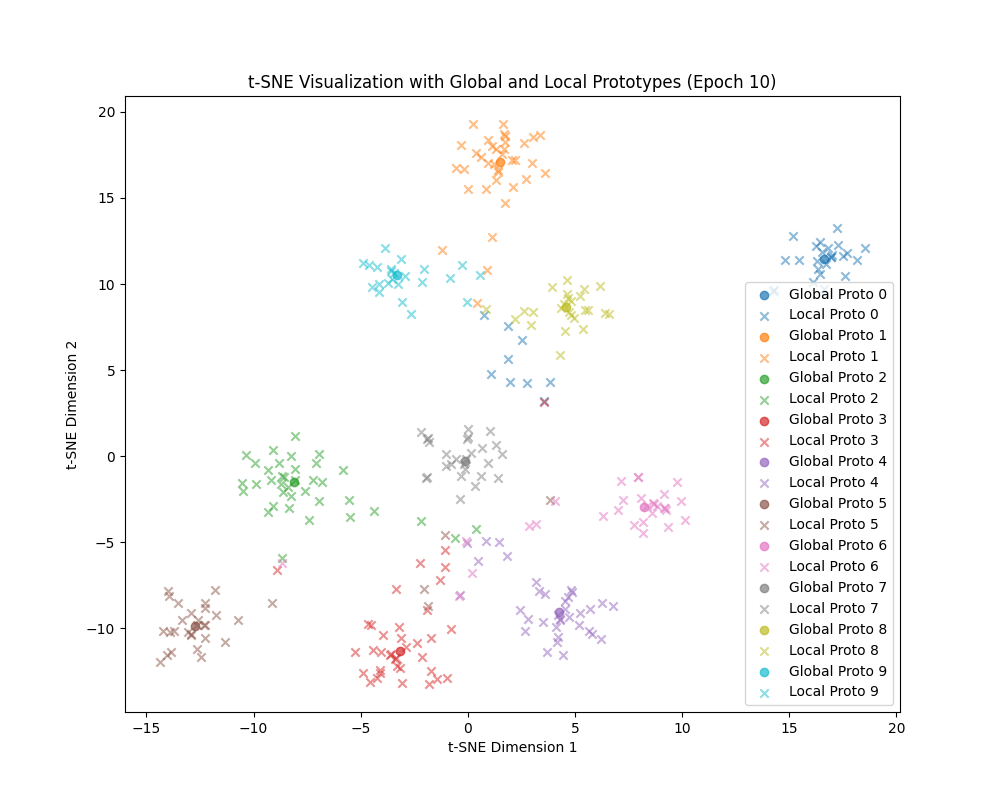 t-SNE Visualization with Global and Local Prototypes (Epoch 10)
20
15
10
5
0
−5
−10
t-SNE Dimension 2
−15
−10
−5
0
5
10
15
20
t-SNE Dimension 1
Global Proto 0
Local Proto 0
Global Proto 1
Local Proto 1
Global Proto 2
Local Proto 2
Global Proto 3
Local Proto 3
Global Proto 4
Local Proto 4
Global Proto 5
Local Proto 5
Global Proto 6
Local Proto 6
Global Proto 7
Local Proto 7
Global Proto 8
Local Proto 8
Global Proto 9
Local Proto 9